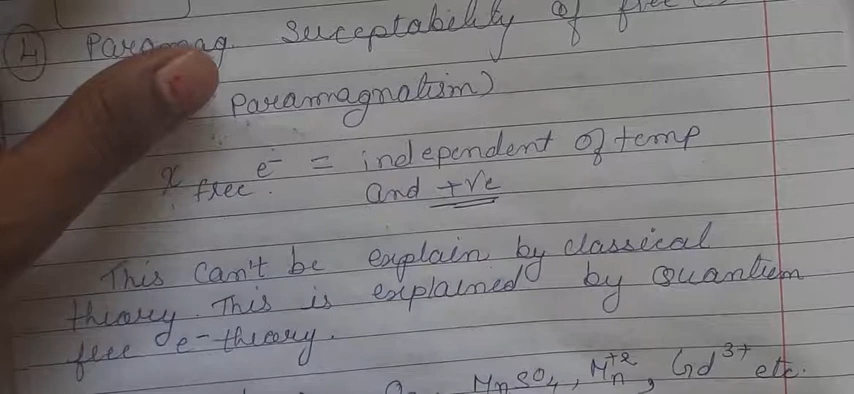 ④ Paramag. Suceptability of free
Paramagnatism)
χ free e⁻ = independent of temp
and +ve
This can't be explain by classical
theory. This is explained by Quantum
free e⁻ theory.
MnSO4, Mn+2, Gd3+ etc.